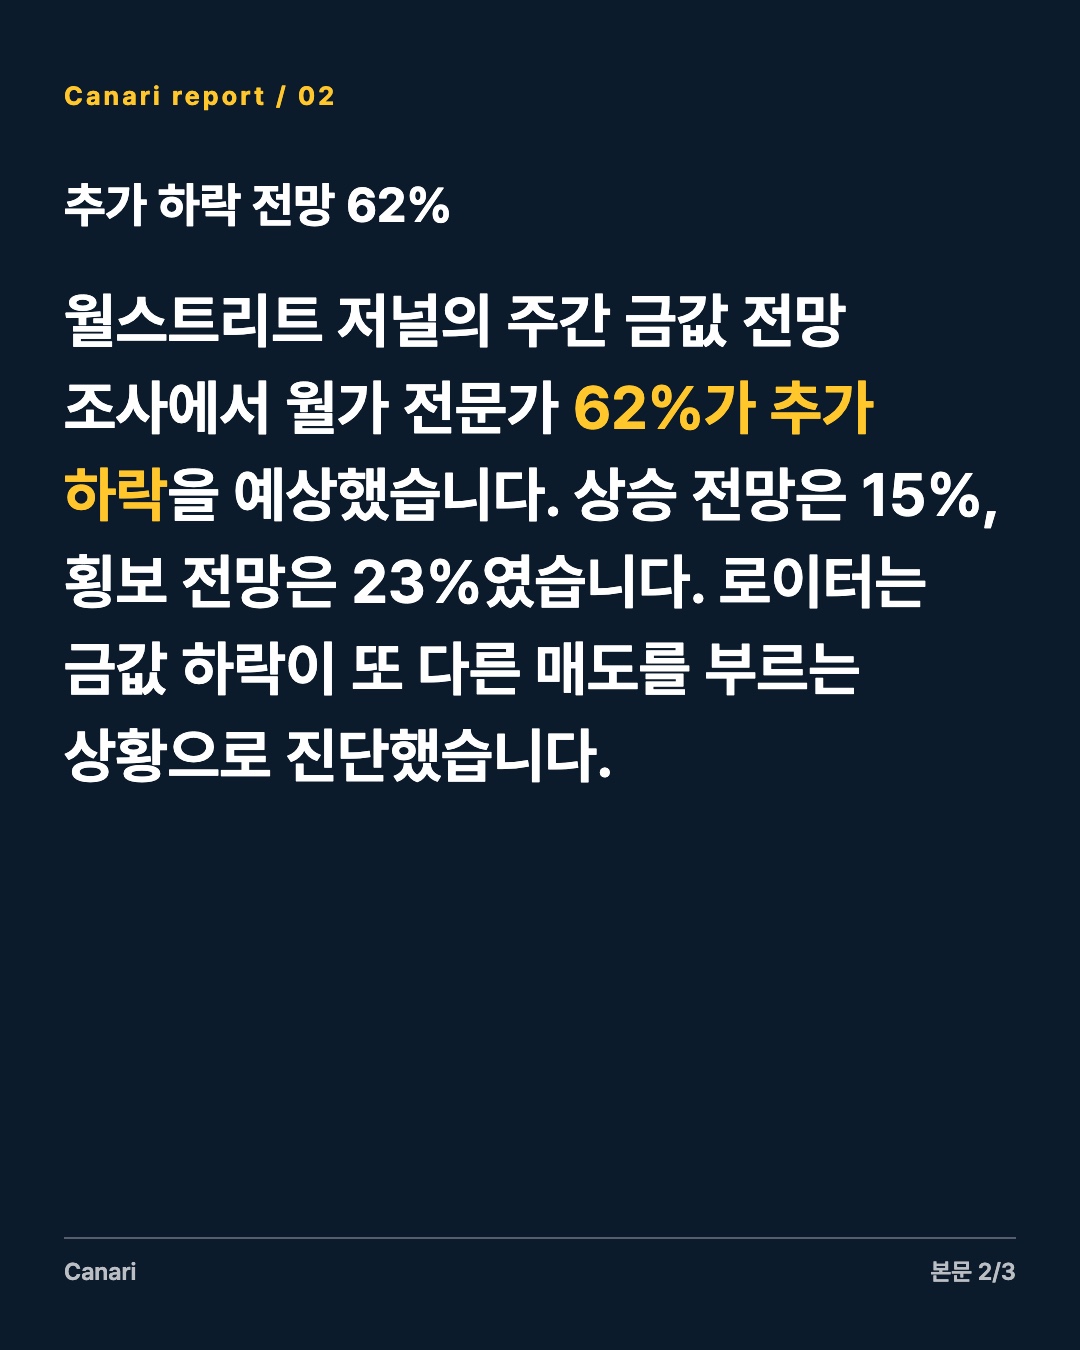 Canari report / 02
추가 하락 전망 62%
월스트리트 저널의 주간 금값 전망
조사에서 월가 전문가 62%가 추가
하락을 예상했습니다. 상승 전망은 15%,
횡보 전망은 23%였습니다. 로이터는
금값 하락이 또 다른 매도를 부르는
상황으로 진단했습니다.
Canari
본문 2/3